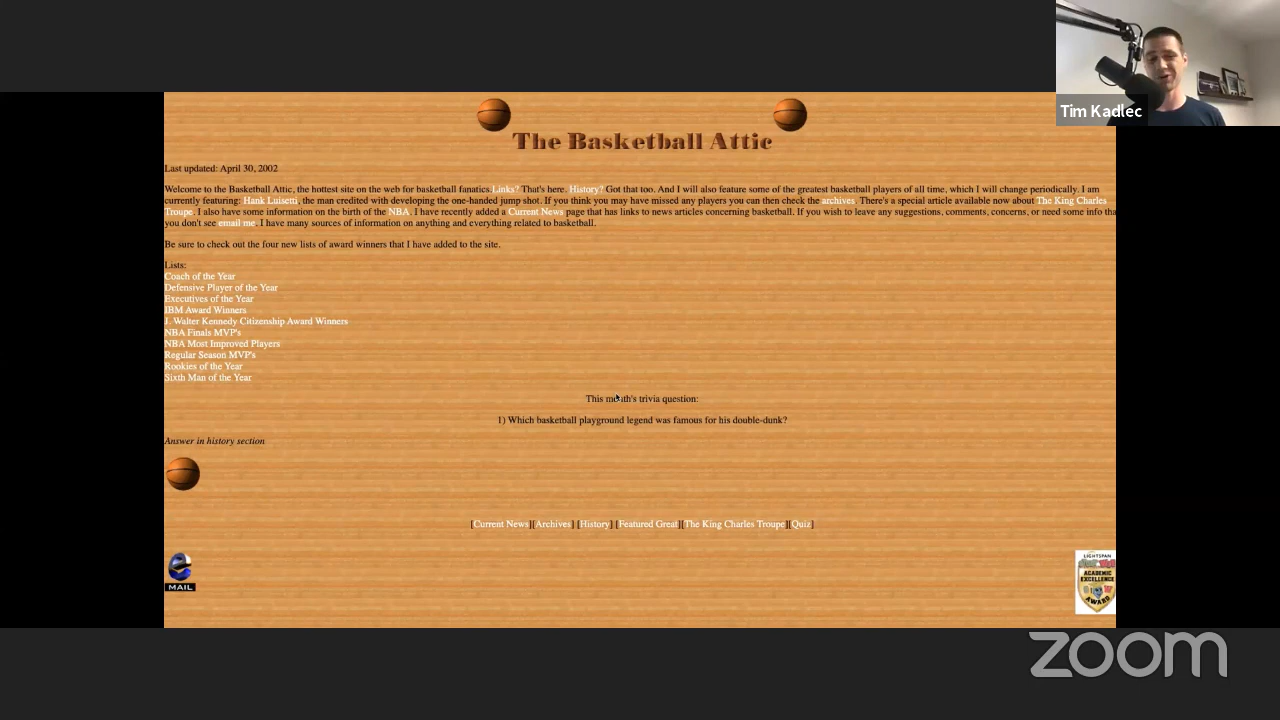 Tim Kadlec
The Basketball Attic
Last updated: April 30, 2002
Welcome to the Basketball Attic, the hottest site on the web for basketball fanatics.Links? That's here. History? Got that too. And I will also feature some of the greatest basketball players of all time, which I will change periodically. I am
currently featuring: Hank Luisetti, the man credited with developing the one-handed jump shot. If you think you may have missed any players you can then check the archives. There's a special article available now about The King Charles
Troupe. I also have some information on the birth of the NBA. I have recently added a Current News page that has links to news articles concerning basketball. If you wish to leave any suggestions, comments, concerns, or need some info tha
you don't see email me. I have many sources of information on anything and everything related to basketball.
Be sure to check out the four new lists of award winners that I have added to the site.
Lists:
Coach of the Year
Defensive Player of the Year
Executives of the Year
IBM Award Winners
J. Walter Kennedy Citizenship Award Winners
NBA Finals MVP's
NBA Most Improved Players
Regular Season MVP's
Rookies of the Year
Sixth Man of the Year
This month's trivia question:
1) Which basketball playground legend was famous for his double-dunk?
Answer in history section
[Current News][Archives] [History] [Featured Great][The King Charles Troupe][Quiz]
e
MAIL
LIGHTSPAN
ACADEMIC
EXCELLENCE
AWARD
zoom